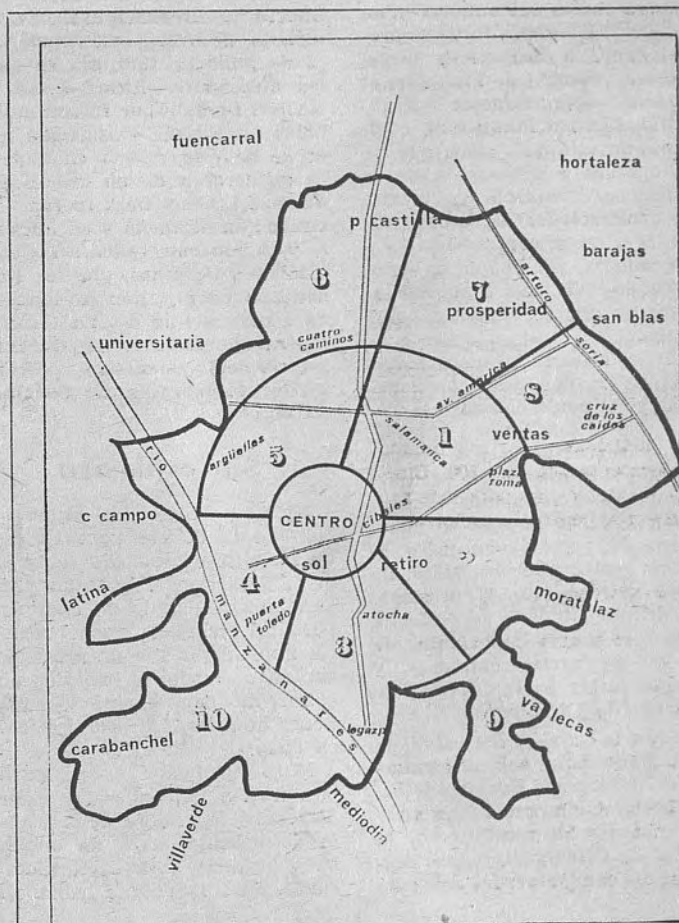 fuencarral
hortaleza
p castilla
barajas
6
7
arturo
prosperidad
san blas
soria
universitaria
cuatro
caminos
av. america
3
cruz
de los
caidos
salamanca
1
ventas
argüelles
5
plaza
roma
rio
c campo
CENTRO
cibeles
sol
retiro
4
latina
manzanares
puerta
toledo
atocha
moratalaz
8
10
9
vallecas
carabanchel
legazp
villaverde
mediodin